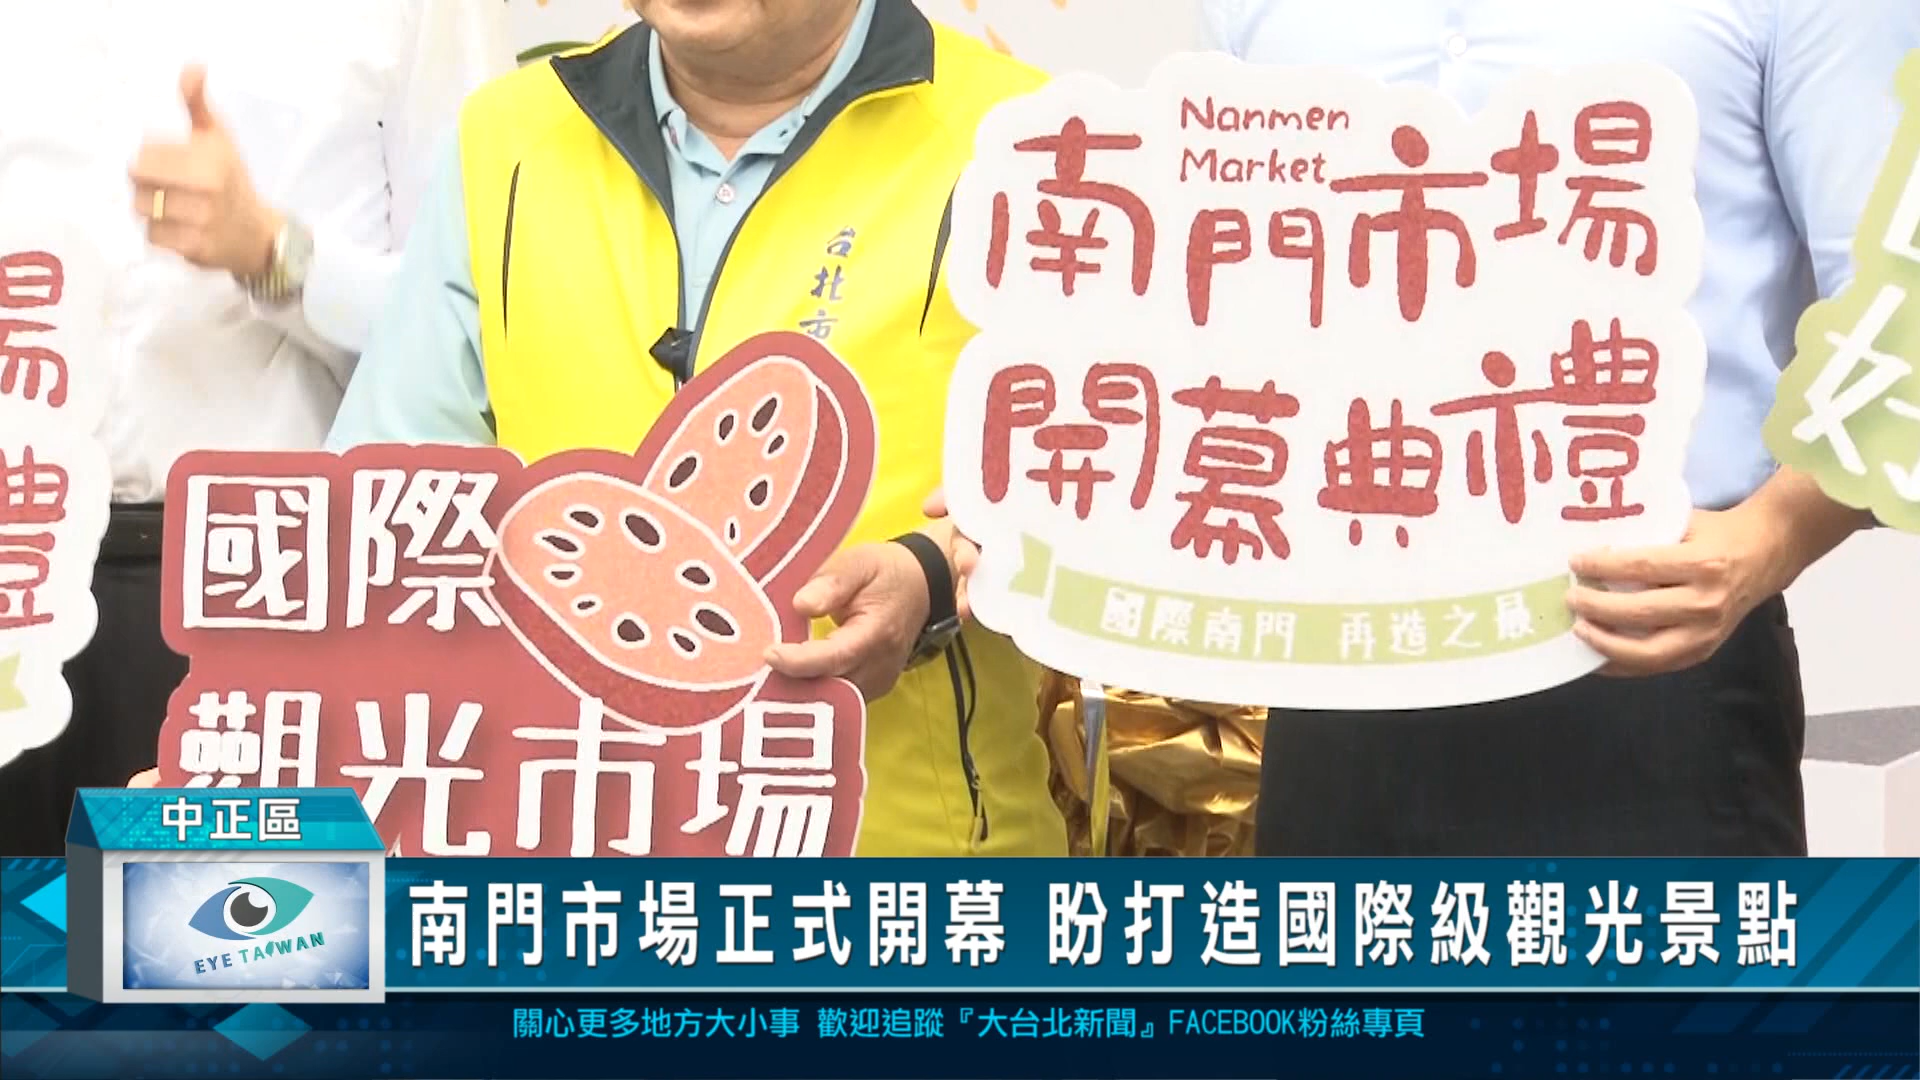 Nanmen
Market
南門市場
開幕典禮
國際南門 再造之最
台北市
國際
觀光市場
場
典禮
好
中正區
EYE TAIWAN
南門市場正式開幕 盼打造國際級觀光景點
關心更多地方大小事 歡迎追蹤『大台北新聞』FACEBOOK粉絲專頁